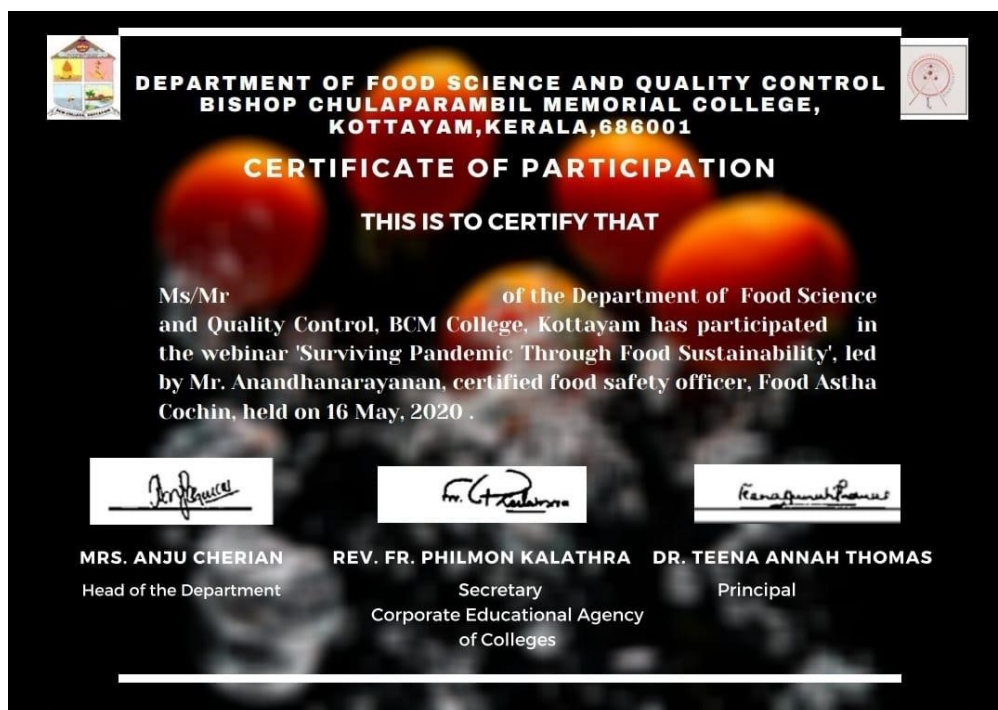 DEPARTMENT OF FOOD SCIENCE AND QUALITY CONTROL
BISHOP CHULAPARAMBIL MEMORIAL COLLEGE,
KOTTAYAM,KERALA,686001
CERTIFICATE OF PARTICIPATION
THIS IS TO CERTIFY THAT
Ms/Mr of the Department of Food Science
and Quality Control, BCM College, Kottayam has participated in
the webinar 'Surviving Pandemic Through Food Sustainability', led
by Mr. Anandhanarayanan, certified food safety officer, Food Astha
Cochin, held on 16 May, 2020 .
MRS. ANJU CHERIAN
Head of the Department
REV. FR. PHILMON KALATHRA
Secretary
Corporate Educational Agency
of Colleges
DR. TEENA ANNAH THOMAS
Principal